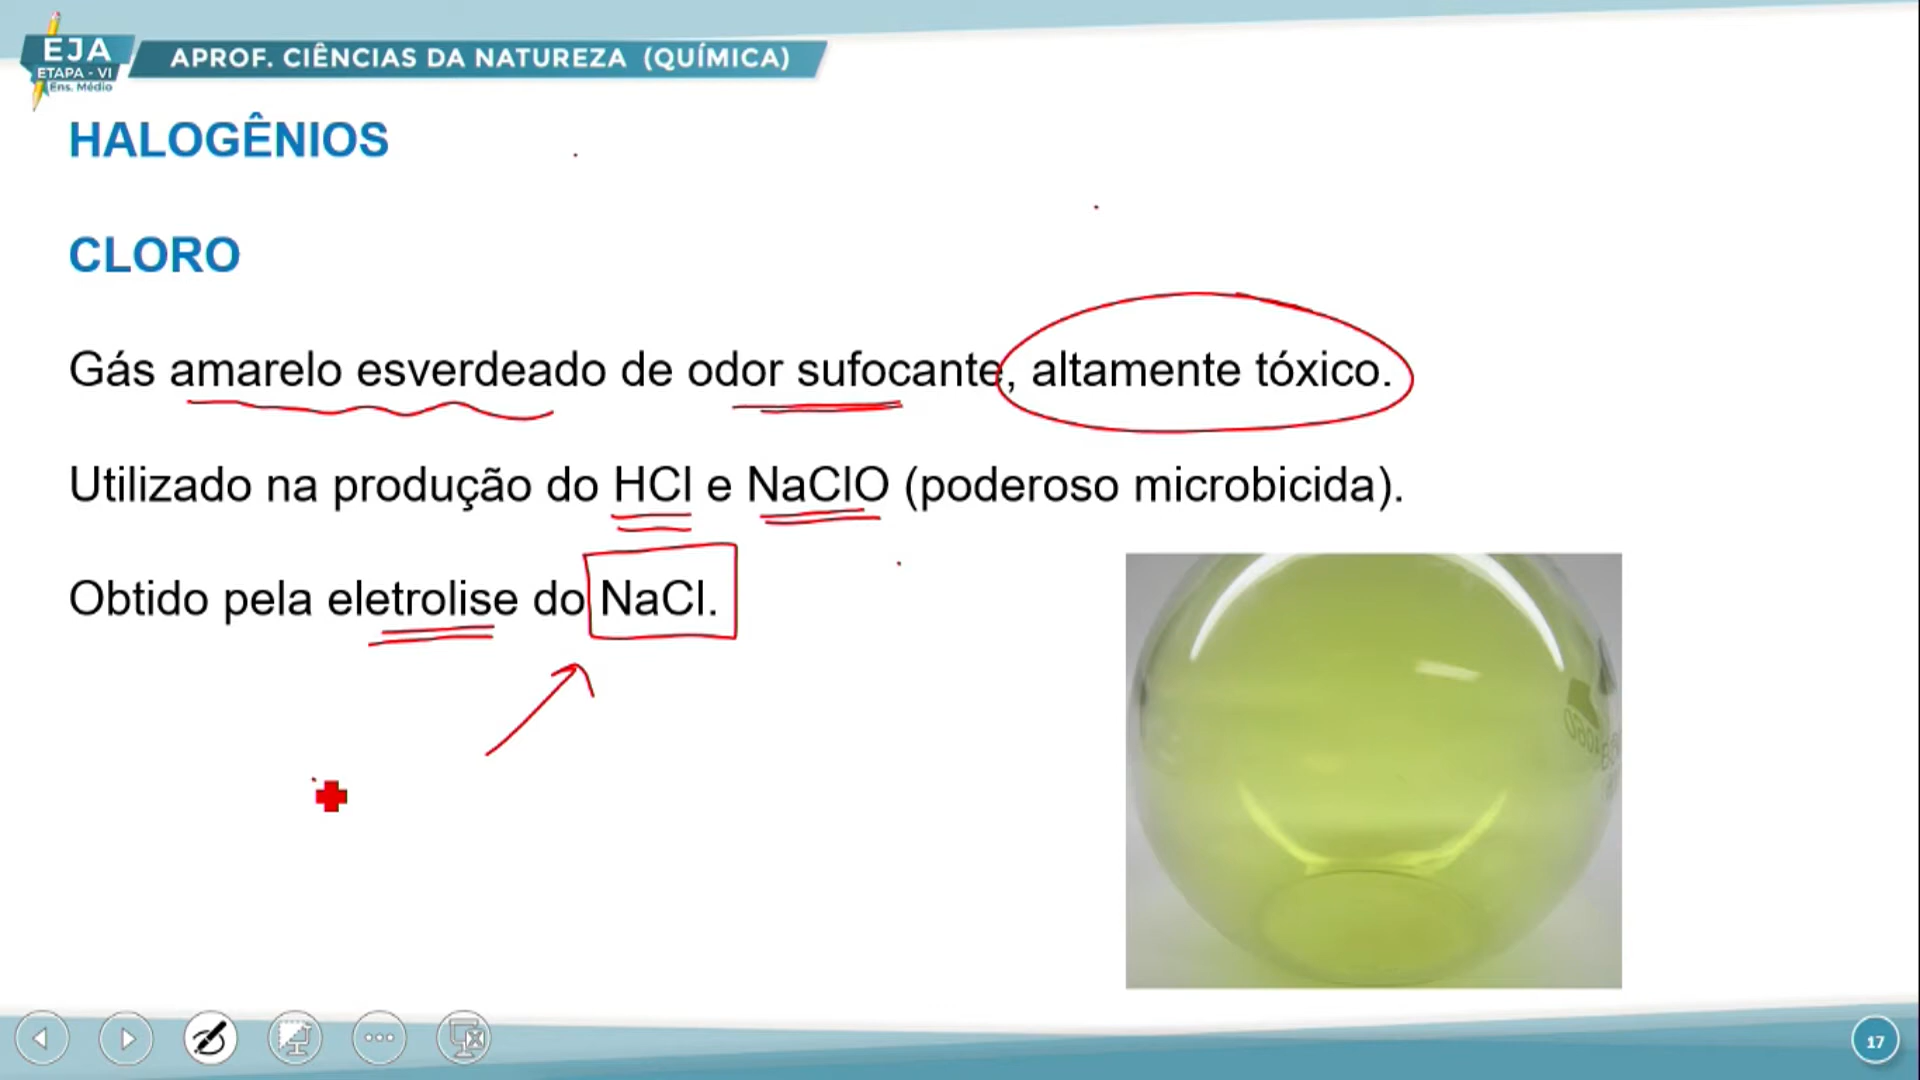 EJA
ETAPA - VI
Ens. Médio
APROF. CIÊNCIAS DA NATUREZA (QUÍMICA)
HALOGÊNIOS
CLORO
Gás amarelo esverdeado de odor sufocante, altamente tóxico.
Utilizado na produção do HCl e NaClO (poderoso microbicida).
Obtido pela eletrolise do NaCl.
17